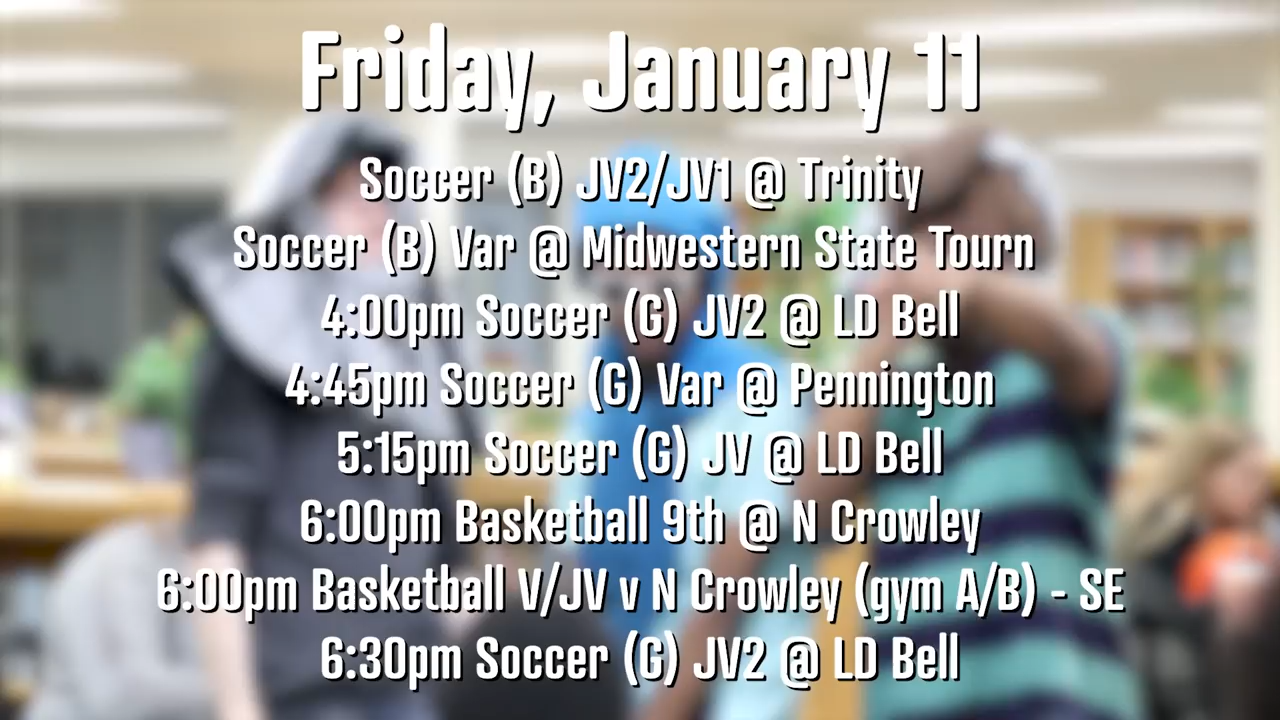 Friday, January 11
Soccer (B) JV2/JV1 @ Trinity
Soccer (B) Var @ Midwestern State Tourn
4:00pm Soccer (G) JV2 @ LD Bell
4:45pm Soccer (G) Var @ Pennington
5:15pm Soccer (G) JV @ LD Bell
6:00pm Basketball 9th @ N Crowley
6:00pm Basketball V/JV v N Crowley (gym A/B) - SE
6:30pm Soccer (G) JV2 @ LD Bell